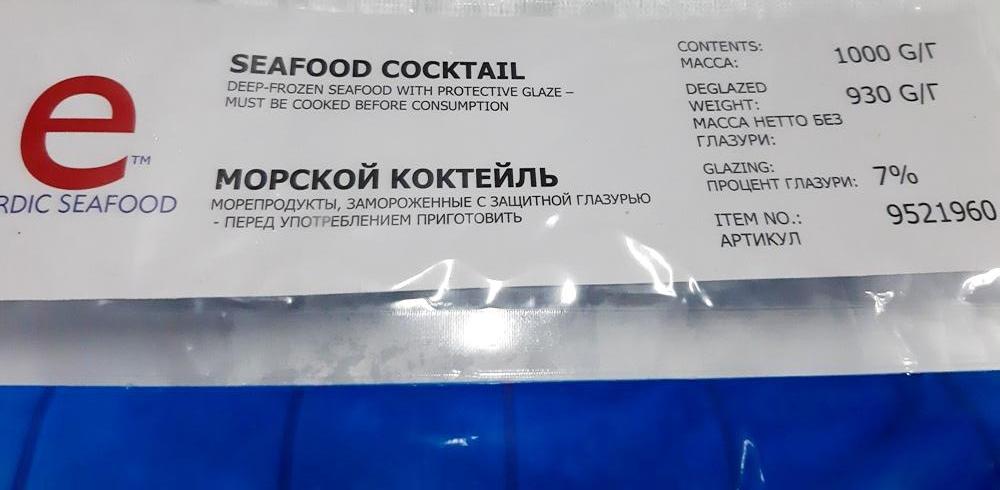 e™
RDIC SEAFOOD
SEAFOOD COCKTAIL
DEEP-FROZEN SEAFOOD WITH PROTECTIVE GLAZE –
MUST BE COOKED BEFORE CONSUMPTION
МОРСКОЙ КОКТЕЙЛЬ
МОРЕПРОДУКТЫ, ЗАМОРОЖЕННЫЕ С ЗАЩИТНОЙ ГЛАЗУРЬЮ
- ПЕРЕД УПОТРЕБЛЕНИЕМ ПРИГОТОВИТЬ
CONTENTS:
МАССА: 1000 G/Г
DEGLAZED
WEIGHT: 930 G/Г
МАССА НЕТТО БЕЗ
ГЛАЗУРИ:
GLAZING:
ПРОЦЕНТ ГЛАЗУРИ: 7%
ITEM NO.: 9521960
АРТИКУЛ